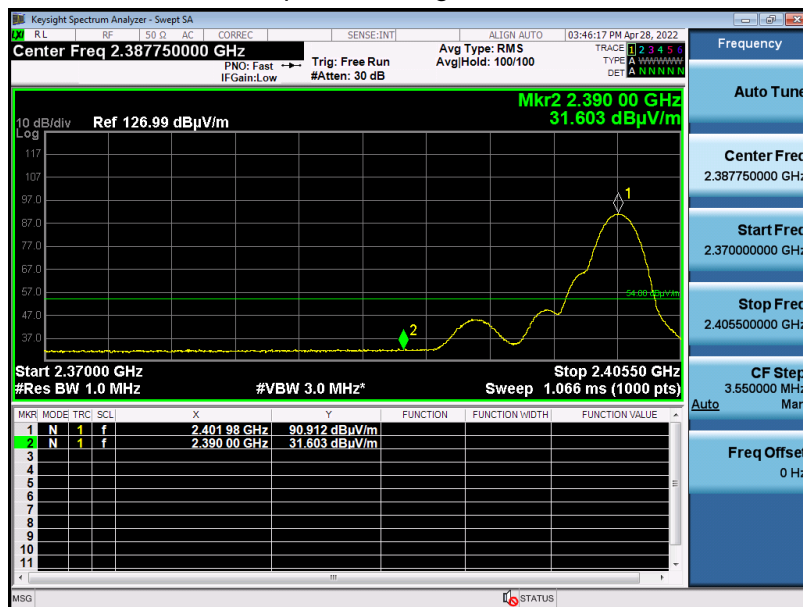 Keysight Spectrum Analyzer - Swept SA
LXI RL RF 50 Ω AC CORREC SENSE:INT ALIGN AUTO 03:46:17 PM Apr 28, 2022
Center Freq 2.387750000 GHz
PNO: Fast
IFGain:Low
Trig: Free Run
#Atten: 30 dB
Avg Type: RMS
Avg|Hold: 100/100
TRACE 1 2 3 4 5 6
TYPE A WWWWW
DET A N N N N N
Mkr2 2.390 00 GHz
31.603 dBµV/m
10 dB/div Ref 126.99 dBµV/m
Log
117
107
97.0
87.0
77.0
67.0
57.0
47.0
37.0
1
54.00 dBµV/m
2
Start 2.37000 GHz Stop 2.40550 GHz
#Res BW 1.0 MHz #VBW 3.0 MHz* Sweep 1.066 ms (1000 pts)
MKR MODE TRC SCL X Y FUNCTION FUNCTION WIDTH FUNCTION VALUE
1 N 1 f 2.401 98 GHz 90.912 dBµV/m
2 N 1 f 2.390 00 GHz 31.603 dBµV/m
3
4
5
6
7
8
9
10
11
MSG STATUS
Frequency
Auto Tune
Center Freq
2.387750000 GHz
Start Freq
2.370000000 GHz
Stop Freq
2.405500000 GHz
CF Step
3.550000 MHz
Auto Man
Freq Offset
0 Hz